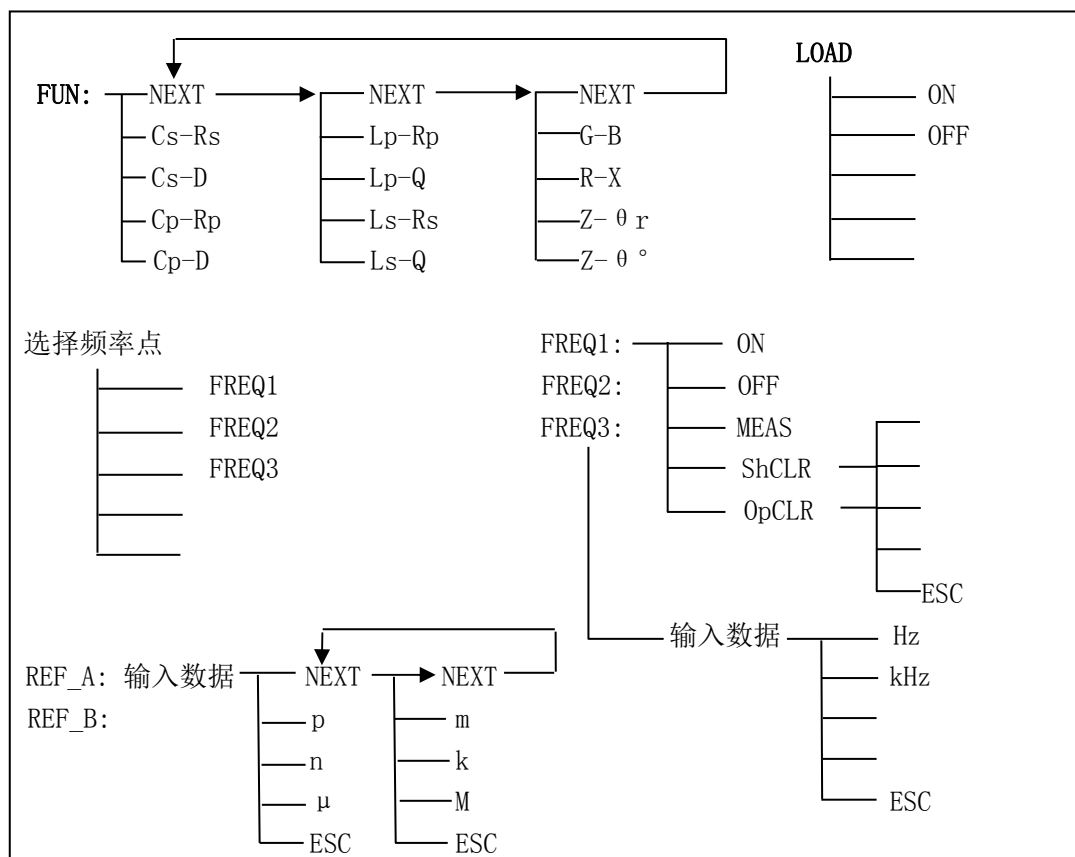 LOAD
FUN: NEXT NEXT NEXT ON
Cs-Rs Lp-Rp G-B OFF
Cs-D Lp-Q R-X
Cp-Rp Ls-Rs Z-θr
Cp-D Ls-Q Z-θ°
选择频率点 FREQ1: ON
FREQ1 FREQ2: OFF
FREQ2 FREQ3: MEAS
FREQ3 ShCLR
OpCLR
ESC
输入数据 Hz
REF_A: 输入数据 NEXT NEXT kHz
REF_B: p m
n k
μ M ESC
ESC ESC